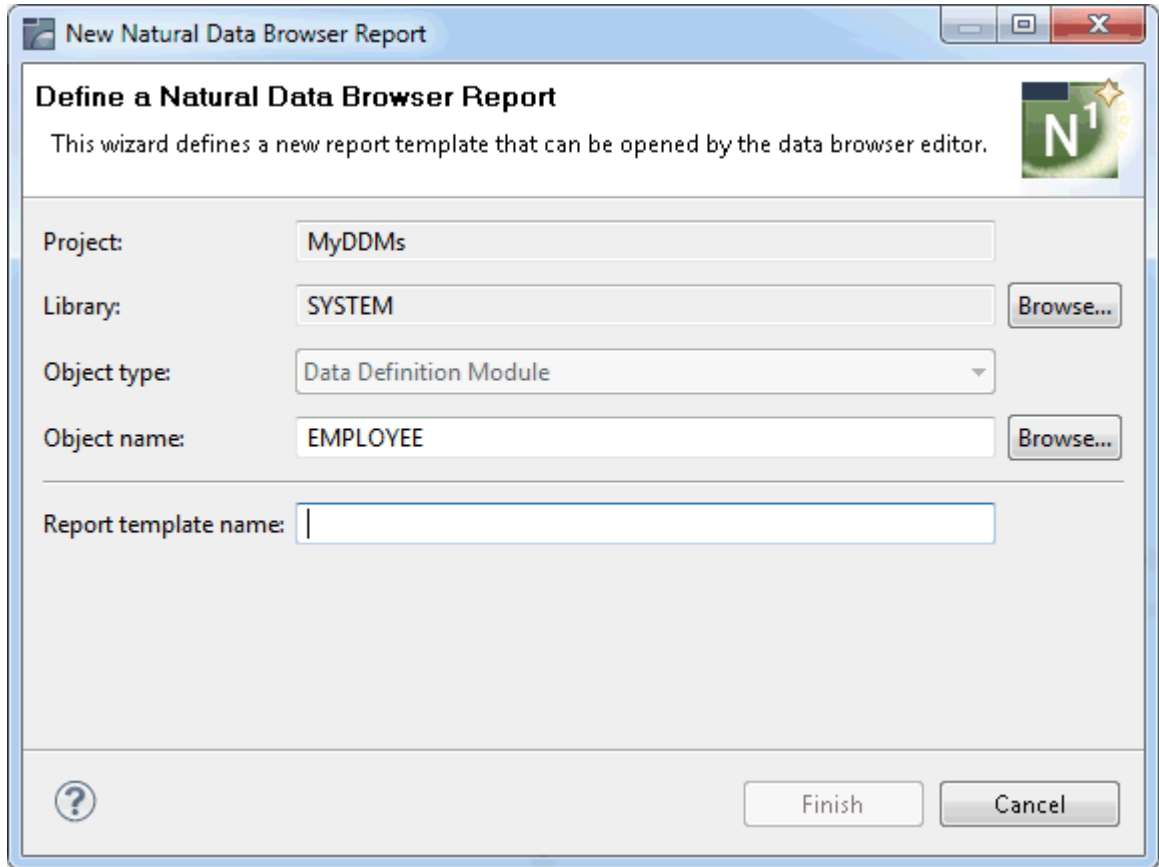 New Natural Data Browser Report
Define a Natural Data Browser Report
This wizard defines a new report template that can be opened by the data browser editor.
N1
Project: MyDDMs
Library: SYSTEM Browse...
Object type: Data Definition Module
Object name: EMPLOYEE Browse...
Report template name:
? Finish Cancel